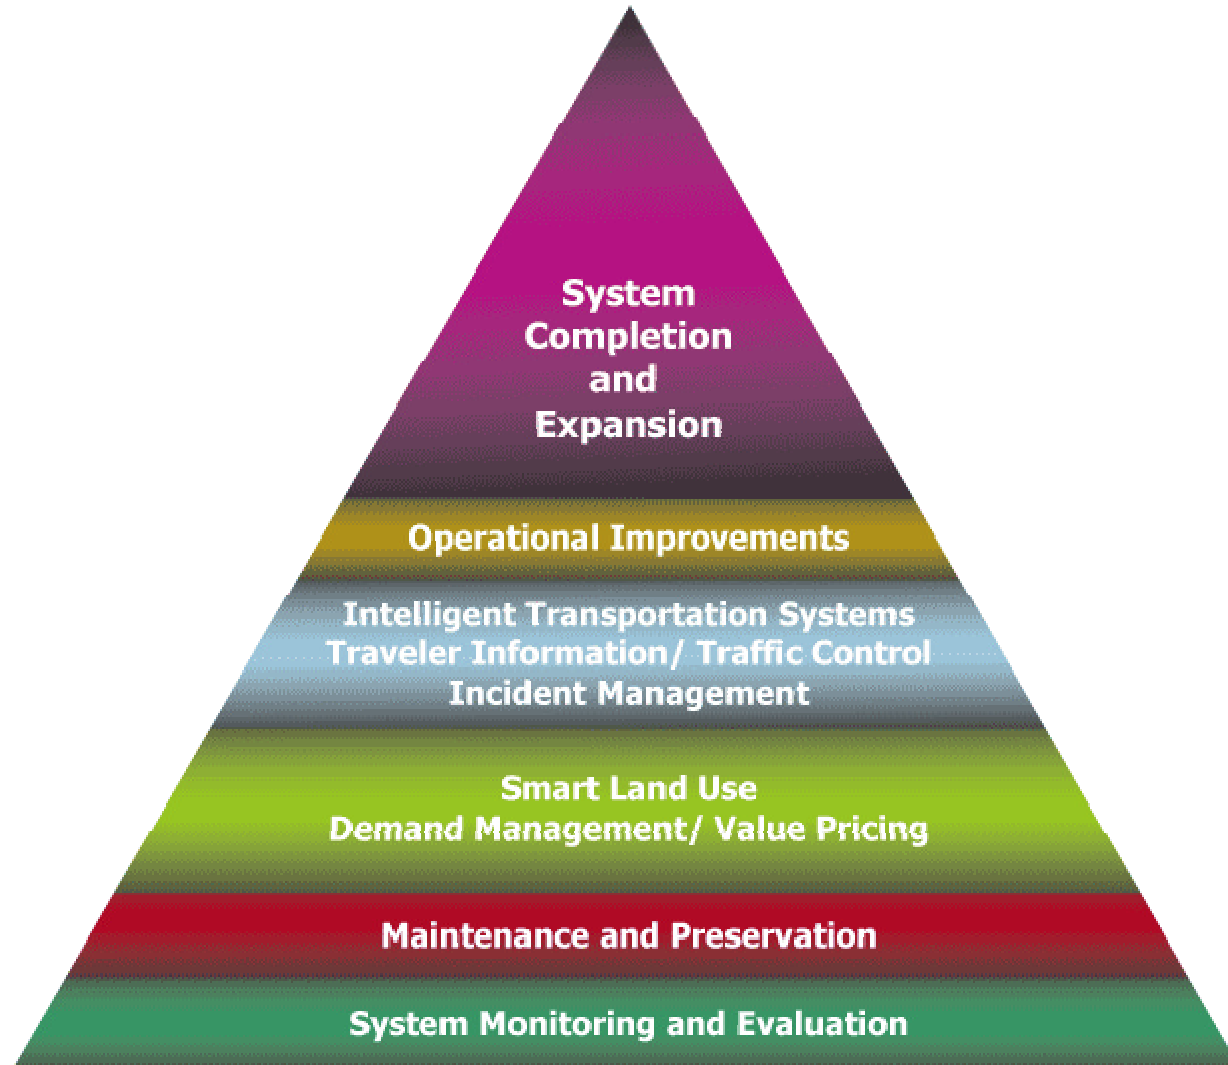 System
Completion
and
Expansion
Operational Improvements
Intelligent Transportation Systems
Traveler Information/ Traffic Control
Incident Management
Smart Land Use
Demand Management/ Value Pricing
Maintenance and Preservation
System Monitoring and Evaluation